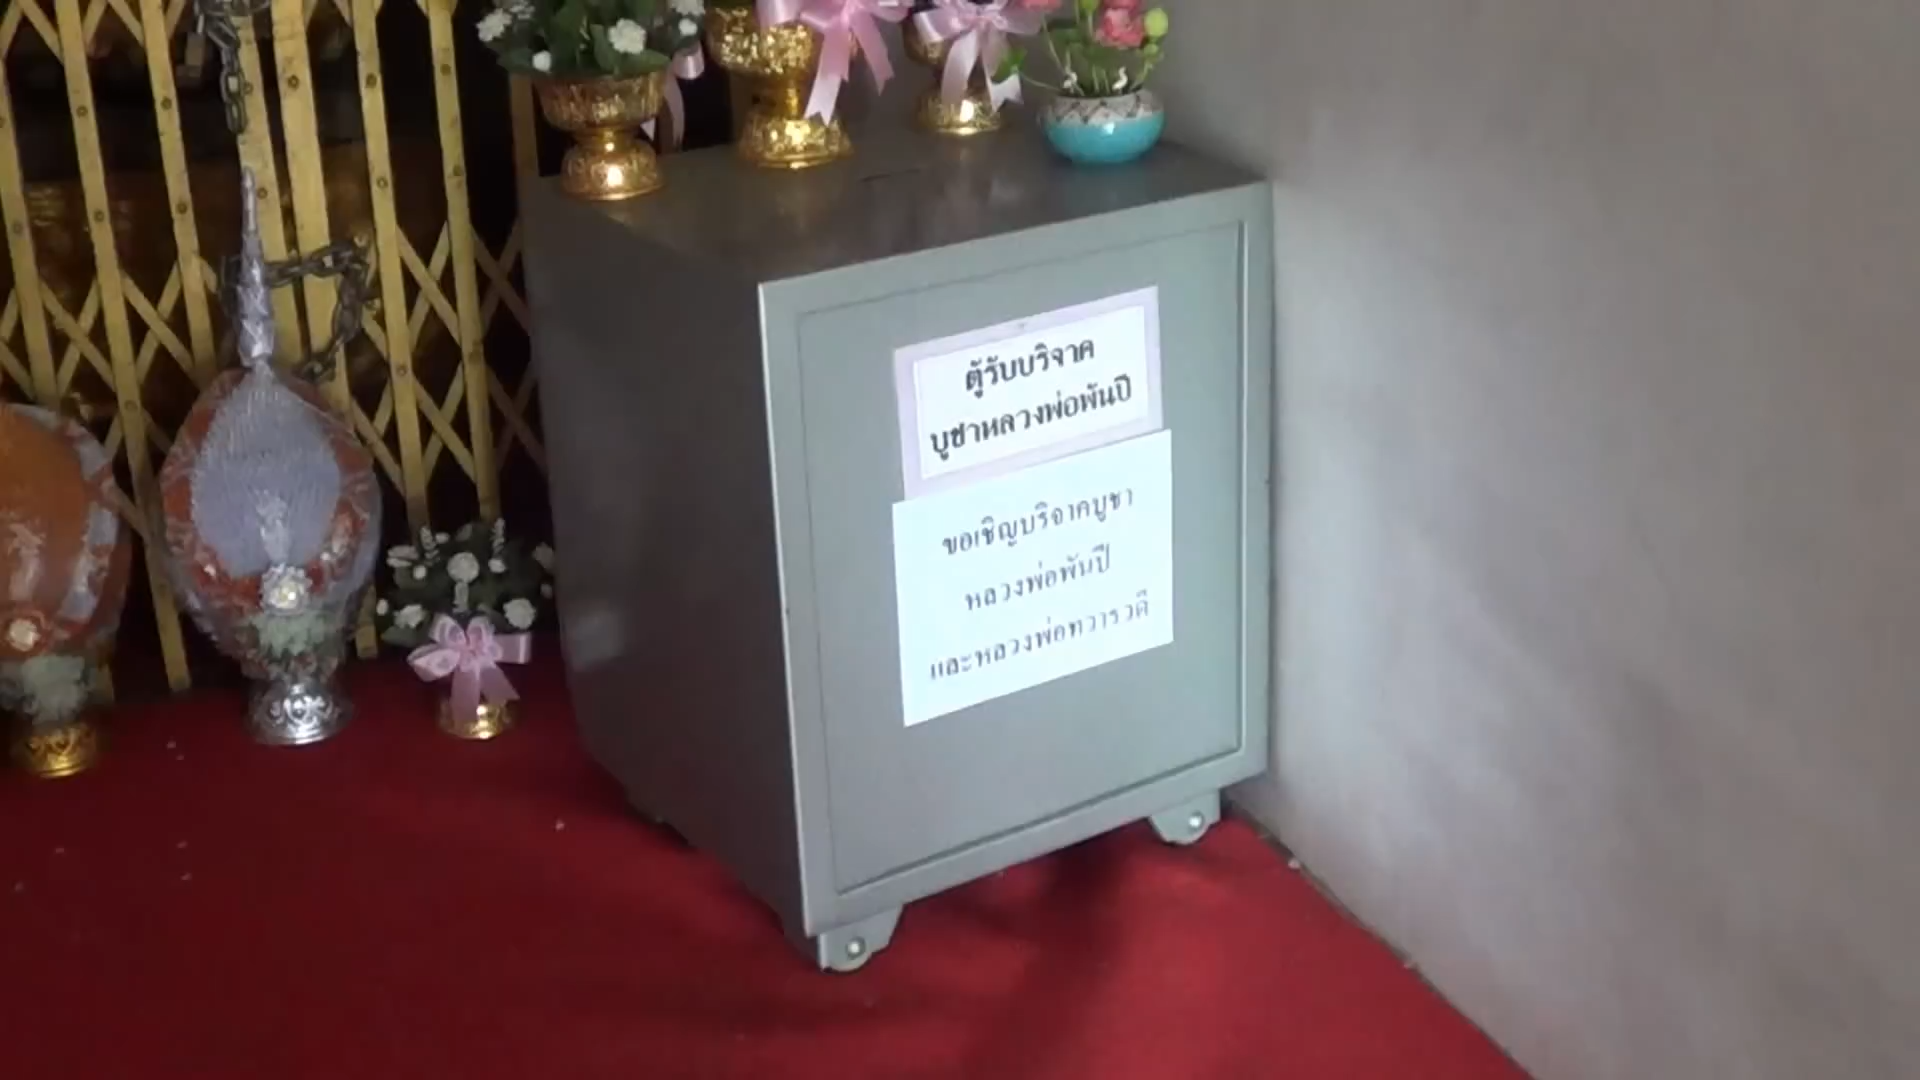 ตู้รับบริจาค
บูชาหลวงพ่อพันปี
ขอเชิญบริจาคบูชา
หลวงพ่อพันปี
และหลวงพ่อทวารวดี